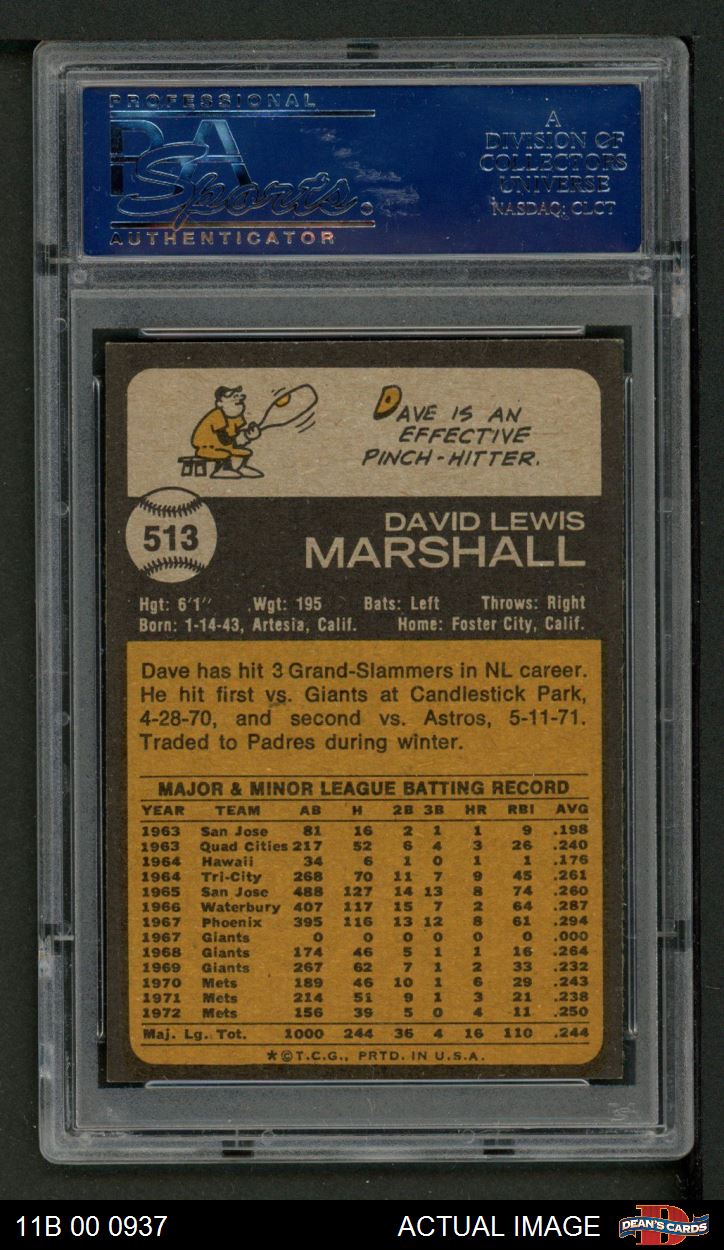 PROFESSIONAL
PSA
Sports
AUTHENTICATOR
A
DIVISION OF
COLLECTORS
UNIVERSE
NASDAQ: CLCT
DAVE IS AN
EFFECTIVE
PINCH-HITTER.
513
DAVID LEWIS
MARSHALL
Hgt: 6'1" Wgt: 195 Bats: Left Throws: Right
Born: 1-14-43, Artesia, Calif. Home: Foster City, Calif.
Dave has hit 3 Grand-Slammers in NL career.
He hit first vs. Giants at Candlestick Park,
4-28-70, and second vs. Astros, 5-11-71.
Traded to Padres during winter.
MAJOR & MINOR LEAGUE BATTING RECORD
YEAR TEAM AB H 2B 3B HR RBI AVG
1963 San Jose 81 16 2 1 1 9 .198
1963 Quad Cities 217 52 6 4 3 26 .240
1964 Hawaii 34 6 1 0 1 1 .176
1964 Tri-City 268 70 11 7 9 45 .261
1965 San Jose 488 127 14 13 8 74 .260
1966 Waterbury 407 117 15 7 2 64 .287
1967 Phoenix 395 116 13 12 8 61 .294
1967 Giants 0 0 0 0 0 0 .000
1968 Giants 174 46 5 1 1 16 .264
1969 Giants 267 62 7 1 2 33 .232
1970 Mets 189 46 10 1 6 29 .243
1971 Mets 214 51 9 1 3 21 .238
1972 Mets 156 39 5 0 4 11 .250
Maj. Lg. Tot. 1000 244 36 4 16 110 .244
★©T.C.G., PRTD. IN U.S.A.
11B 00 0937 ACTUAL IMAGE DEAN'S CARDS